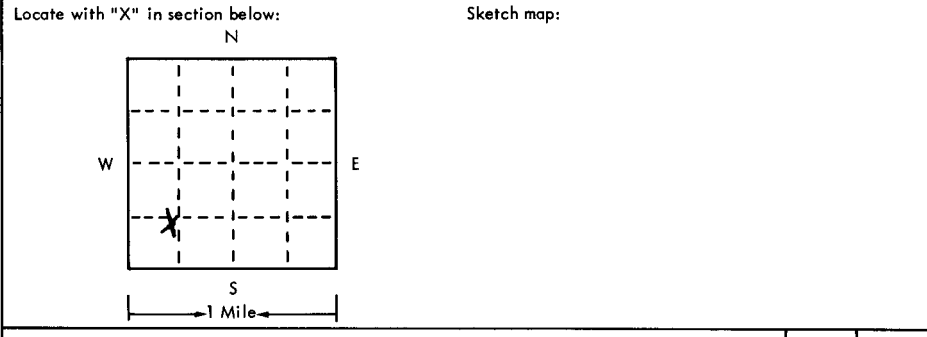 Locate with "X" in section below: Sketch map:
N
W E
X
S
1 Mile